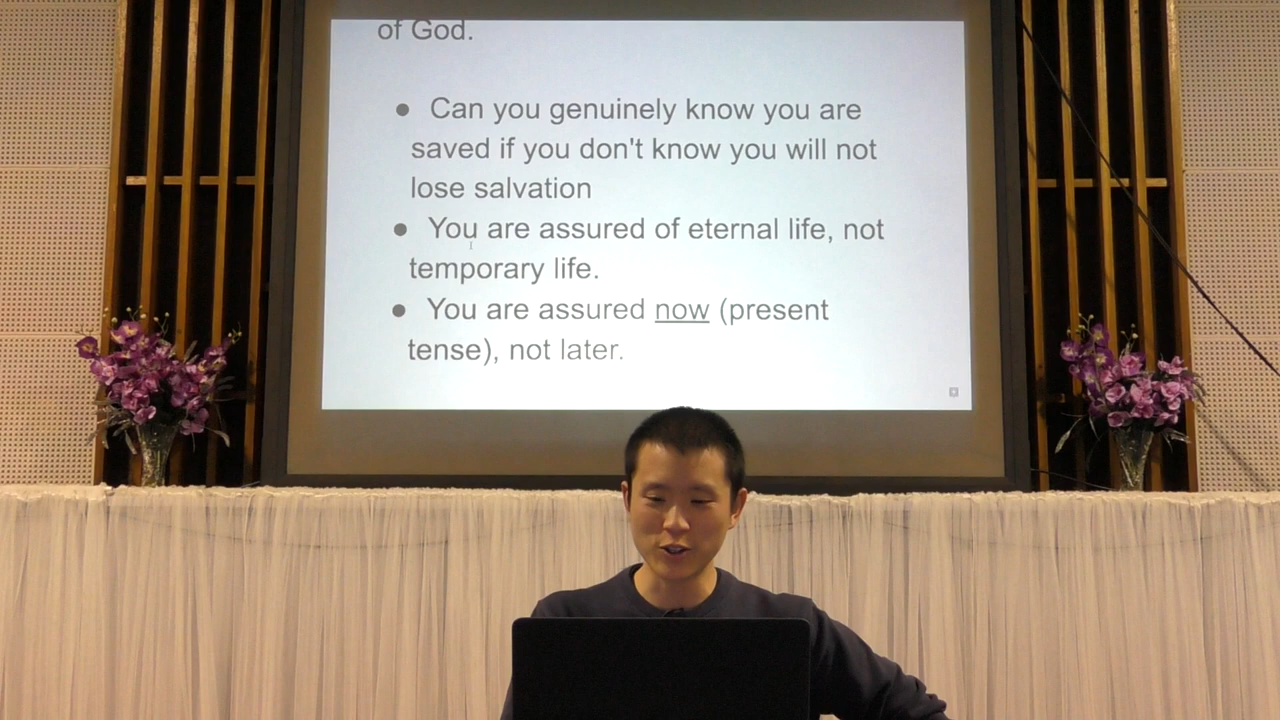 of God.
● Can you genuinely know you are
saved if you don't know you will not
lose salvation
● You are assured of eternal life, not
temporary life.
● You are assured now (present
tense), not later.